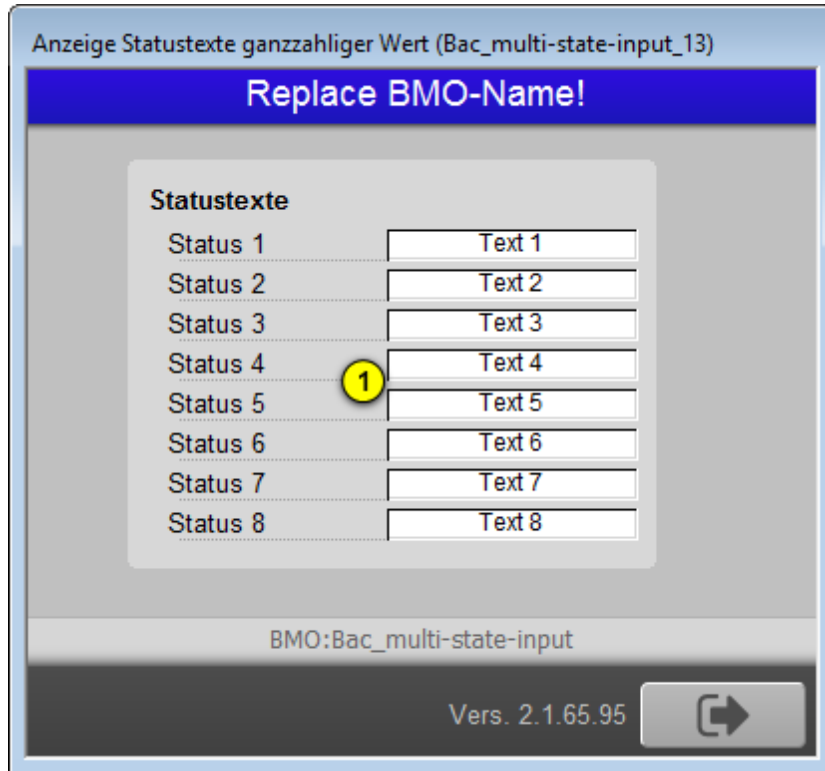 Anzeige Statustexte ganzzahliger Wert (Bac_multi-state-input_13)
Replace BMO-Name!
Statustexte
Status 1 Text 1
Status 2 Text 2
Status 3 Text 3
Status 4 Text 4
1
Status 5 Text 5
Status 6 Text 6
Status 7 Text 7
Status 8 Text 8
BMO:Bac_multi-state-input
Vers. 2.1.65.95